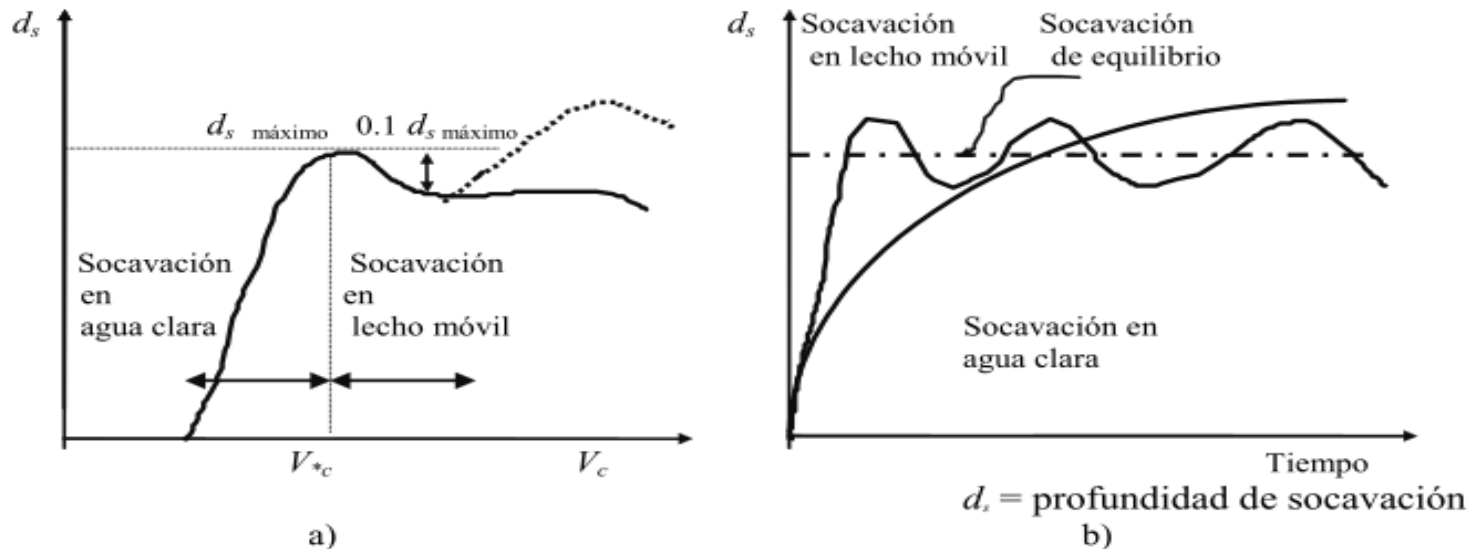 d_s
d_s máximo 0.1 d_s máximo
Socavación
en
agua clara
Socavación
en
lecho móvil
V_{*c}
V_c
a)
d_s
Socavación
en lecho móvil
Socavación
de equilibrio
Socavación en
agua clara
Tiempo
d_s = profundidad de socavación
b)